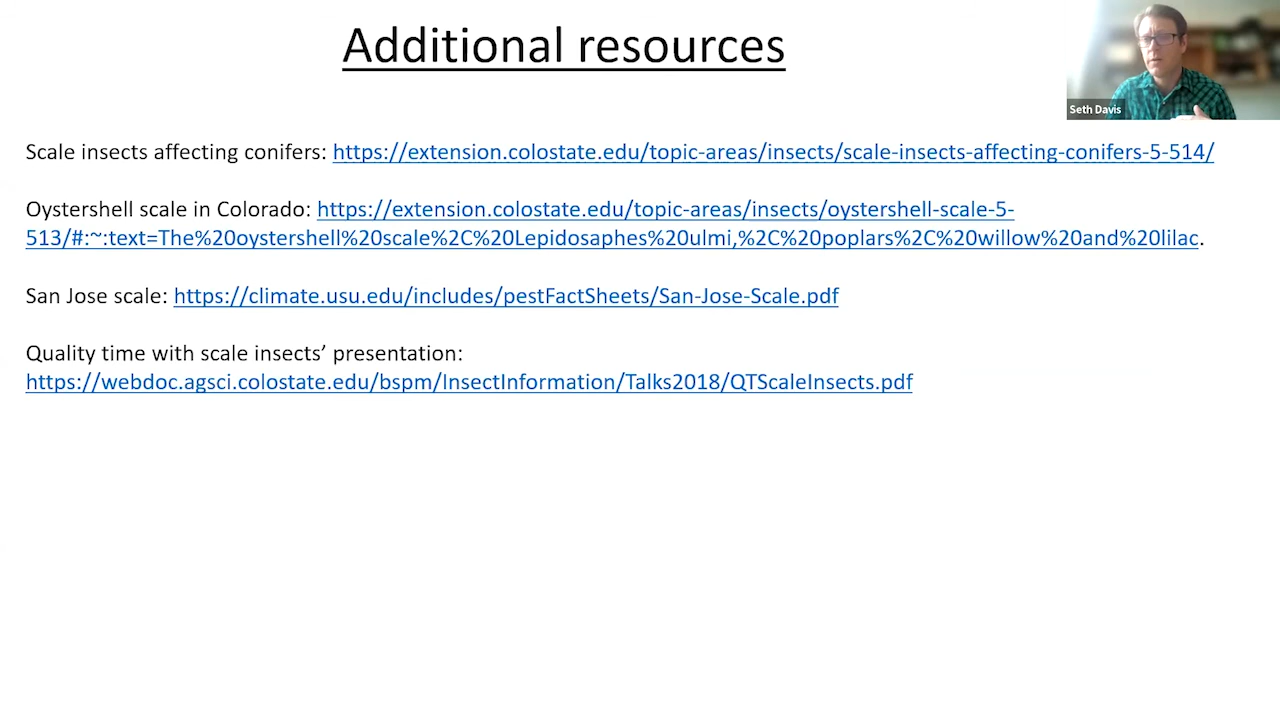 Additional resources
Seth Davis
Scale insects affecting conifers: https://extension.colostate.edu/topic-areas/insects/scale-insects-affecting-conifers-5-514/
Oystershell scale in Colorado: https://extension.colostate.edu/topic-areas/insects/oystershell-scale-5-
513/#:~:text=The%20oystershell%20scale%2C%20Lepidosaphes%20ulmi,%2C%20poplars%2C%20willow%20and%20lilac.
San Jose scale: https://climate.usu.edu/includes/pestFactSheets/San-Jose-Scale.pdf
Quality time with scale insects’ presentation:
https://webdoc.agsci.colostate.edu/bspm/InsectInformation/Talks2018/QTScaleInsects.pdf